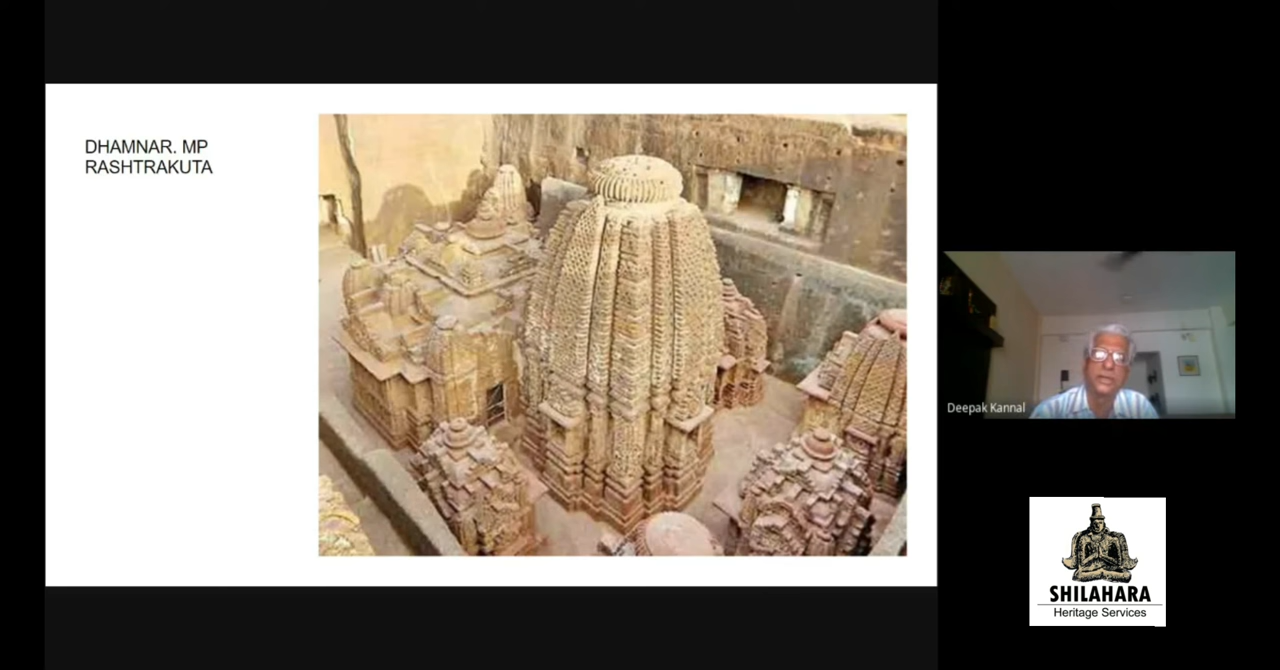 DHAMNAR. MP
RASHTRAKUTA
Deepak Kannal
SHILAHARA
Heritage Services